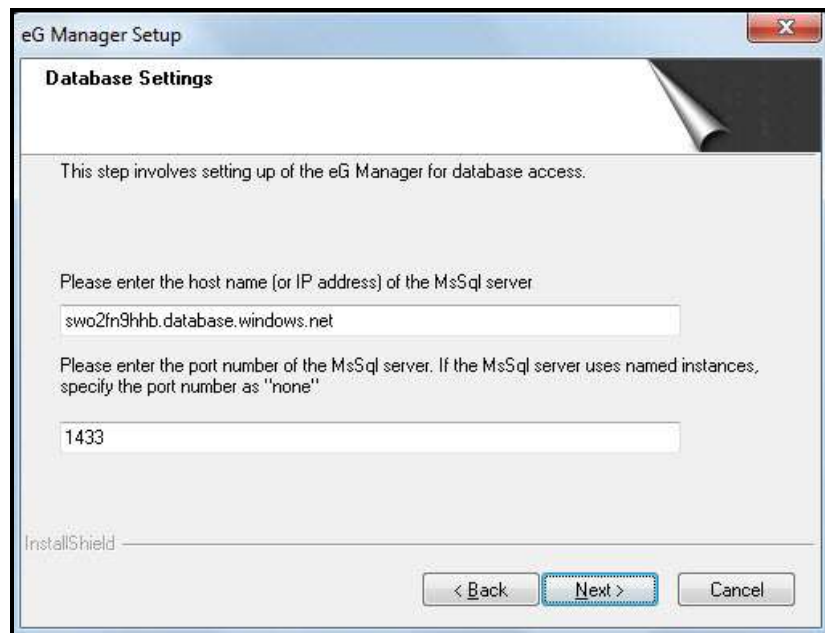 eG Manager Setup
Database Settings
This step involves setting up of the eG Manager for database access.
Please enter the host name (or IP address) of the MsSql server
swo2fn9hhb.database.windows.net
Please enter the port number of the MsSql server. If the MsSql server uses named instances,
specify the port number as "none"
1433
InstallShield
< Back Next > Cancel